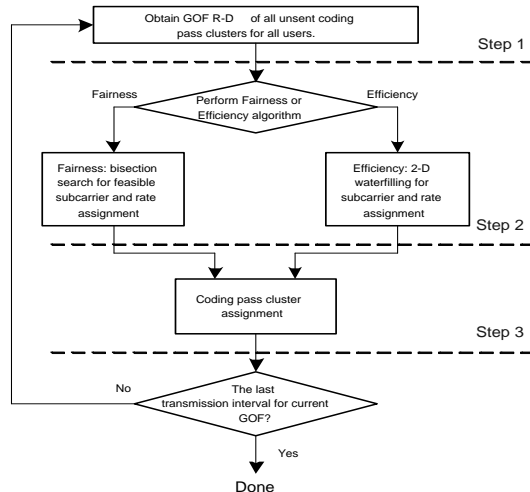 Obtain GOF R-D of all unsent coding
pass clusters for all users.
Step 1
Fairness
Efficiency
Perform Fairness or
Efficiency algorithm
Fairness: bisection
search for feasible
subcarrier and rate
assignment
Efficiency: 2-D
waterfilling for
subcarrier and rate
assignment
Step 2
Coding pass cluster
assignment
Step 3
No
The last
transmission interval for current
GOF?
Yes
Done